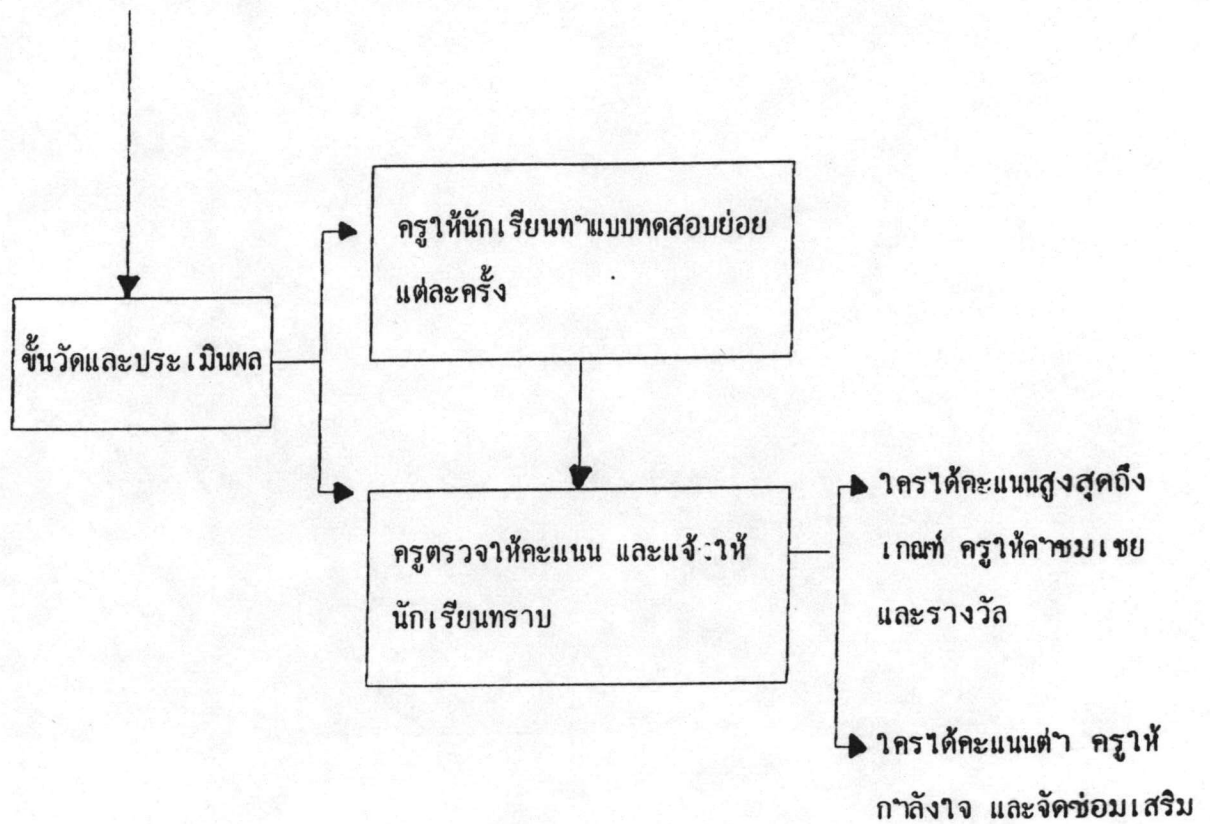 ครูให้นักเรียนทำแบบทดสอบย่อย
แต่ละครั้ง
ขั้นวัดและประเมินผล
ครูตรวจให้คะแนน และแจ้งให้
นักเรียนทราบ
ใครได้คะแนนสูงสุดถึง
เกณฑ์ ครูให้คำชมเชย
และรางวัล
ใครได้คะแนนต่ำ ครูให้
กำลังใจ และจัดซ่อมเสริม